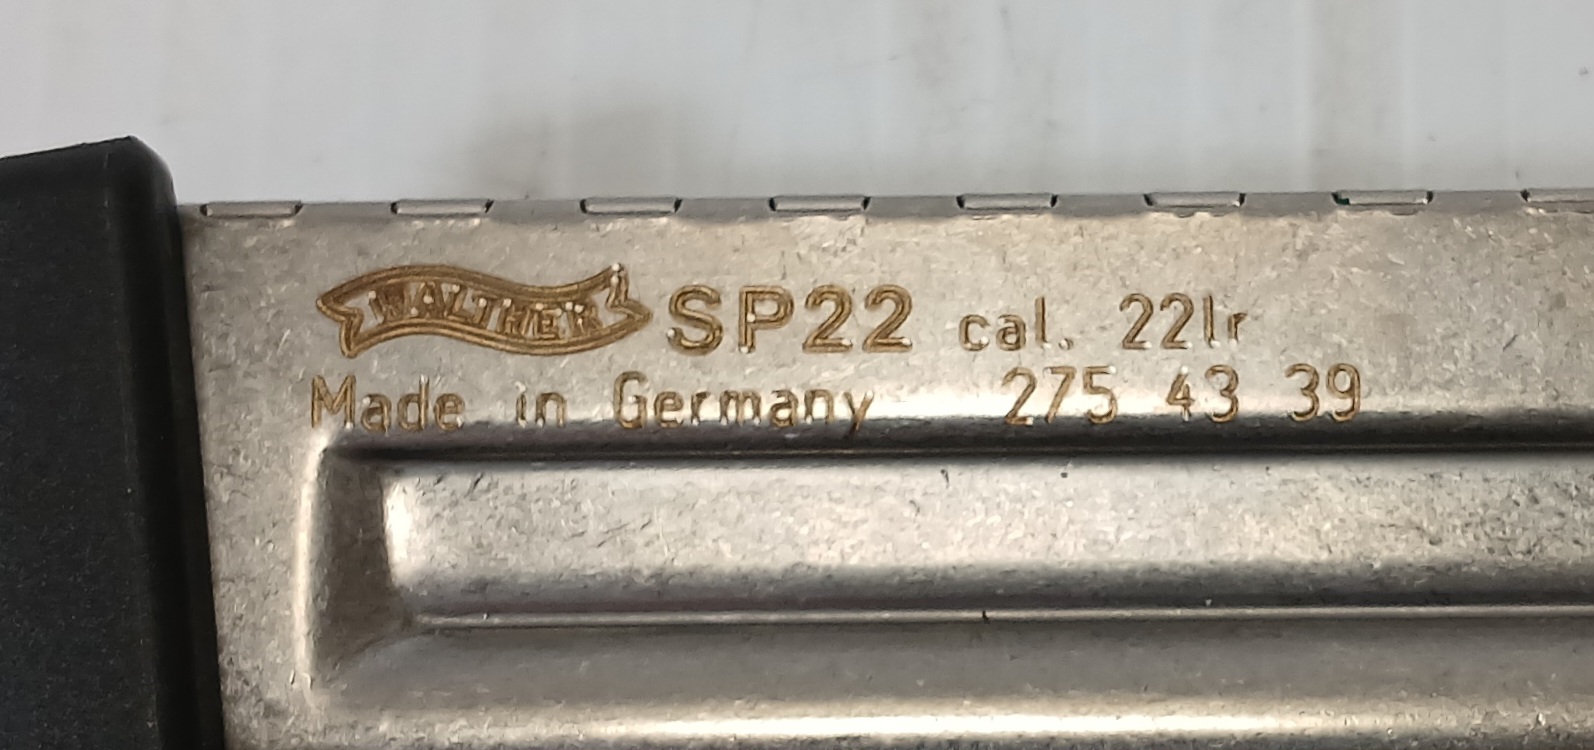 WALTHER SP22 cal. 22lr
Made in Germany 275 43 39